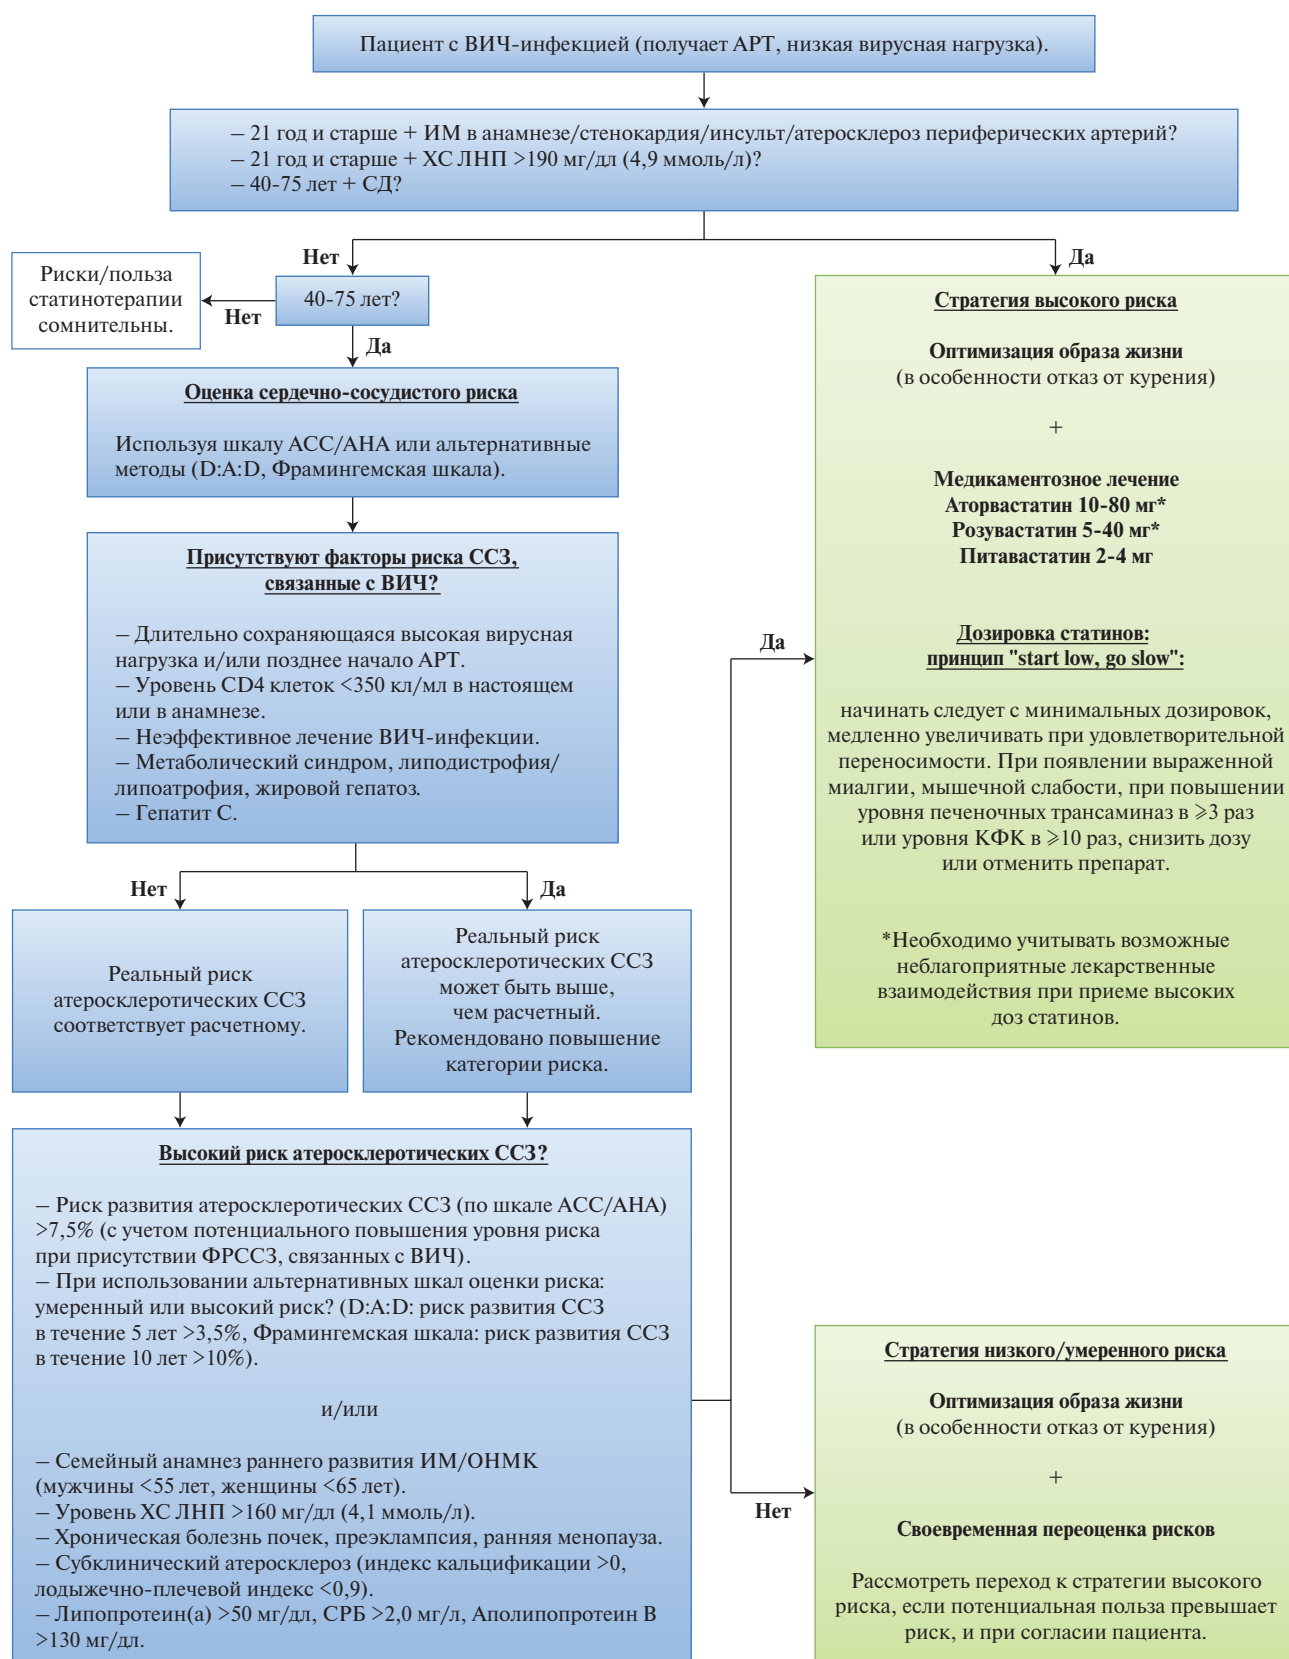 Пациент с ВИЧ-инфекцией (получает АРТ, низкая вирусная нагрузка).
– 21 год и старше + ИМ в анамнезе/стенокардия/инсульт/атеросклероз периферических артерий?
– 21 год и старше + ХС ЛНП >190 мг/дл (4,9 ммоль/л)?
– 40-75 лет + СД?
Нет
Да
Риски/польза
статинотерапии
сомнительны.
Нет
40-75 лет?
Да
Оценка сердечно-сосудистого риска
Используя шкалу ACC/AHA или альтернативные
методы (D:A:D, Фрамингемская шкала).
Присутствуют факторы риска ССЗ,
связанные с ВИЧ?
– Длительно сохраняющаяся высокая вирусная
нагрузка и/или позднее начало АРТ.
– Уровень CD4 клеток <350 кл/мл в настоящем
или в анамнезе.
– Неэффективное лечение ВИЧ-инфекции.
– Метаболический синдром, липодистрофия/
липоатрофия, жировой гепатоз.
– Гепатит С.
Нет
Да
Реальный риск
атеросклеротических ССЗ
соответствует расчетному.
Реальный риск
атеросклеротических ССЗ
может быть выше,
чем расчетный.
Рекомендовано повышение
категории риска.
Высокий риск атеросклеротических ССЗ?
– Риск развития атеросклеротических ССЗ (по шкале ACC/AHA)
>7,5% (с учетом потенциального повышения уровня риска
при присутствии ФРССЗ, связанных с ВИЧ).
– При использовании альтернативных шкал оценки риска:
умеренный или высокий риск? (D:A:D: риск развития ССЗ
в течение 5 лет >3,5%, Фрамингемская шкала: риск развития ССЗ
в течение 10 лет >10%).
и/или
– Семейный анамнез раннего развития ИМ/ОНМК
(мужчины <55 лет, женщины <65 лет).
– Уровень ХС ЛНП >160 мг/дл (4,1 ммоль/л).
– Хроническая болезнь почек, преэклампсия, ранняя менопауза.
– Субклинический атеросклероз (индекс кальцификации >0,
лодыжечно-плечевой индекс <0,9).
– Липопротеин(а) >50 мг/дл, СРБ >2,0 мг/л, Аполипопротеин В
>130 мг/дл.
Да
Нет
Стратегия высокого риска
Оптимизация образа жизни
(в особенности отказ от курения)
+
Медикаментозное лечение
Аторвастатин 10-80 мг*
Розувастатин 5-40 мг*
Питавастатин 2-4 мг
Дозировка статинов:
принцип "start low, go slow":
начинать следует с минимальных дозировок,
медленно увеличивать при удовлетворительной
переносимости. При появлении выраженной
миалгии, мышечной слабости, при повышении
уровня печеночных трансаминаз в ⩾3 раз
или уровня КФК в ⩾10 раз, снизить дозу
или отменить препарат.
*Необходимо учитывать возможные
неблагоприятные лекарственные
взаимодействия при приеме высоких
доз статинов.
Стратегия низкого/умеренного риска
Оптимизация образа жизни
(в особенности отказ от курения)
+
Своевременная переоценка рисков
Рассмотреть переход к стратегии высокого
риска, если потенциальная польза превышает
риск, и при согласии пациента.